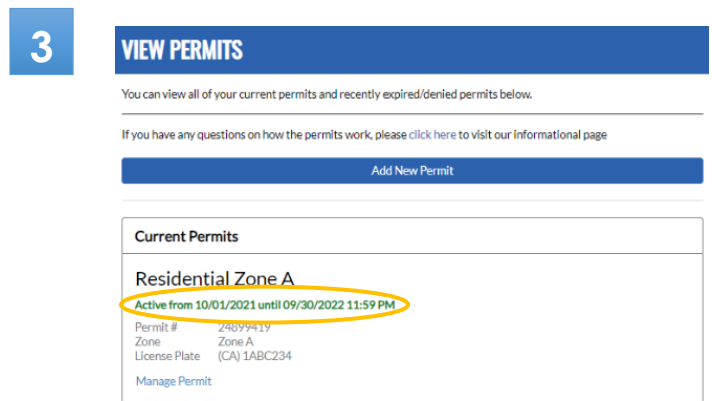 3
VIEW PERMITS
You can view all of your current permits and recently expired/denied permits below.
If you have any questions on how the permits work, please click here to visit our informational page
Add New Permit
Current Permits
Residential Zone A
Active from 10/01/2021 until 09/30/2022 11:59 PM
Permit # 24899419
Zone Zone A
License Plate (CA) 1ABC234
Manage Permit